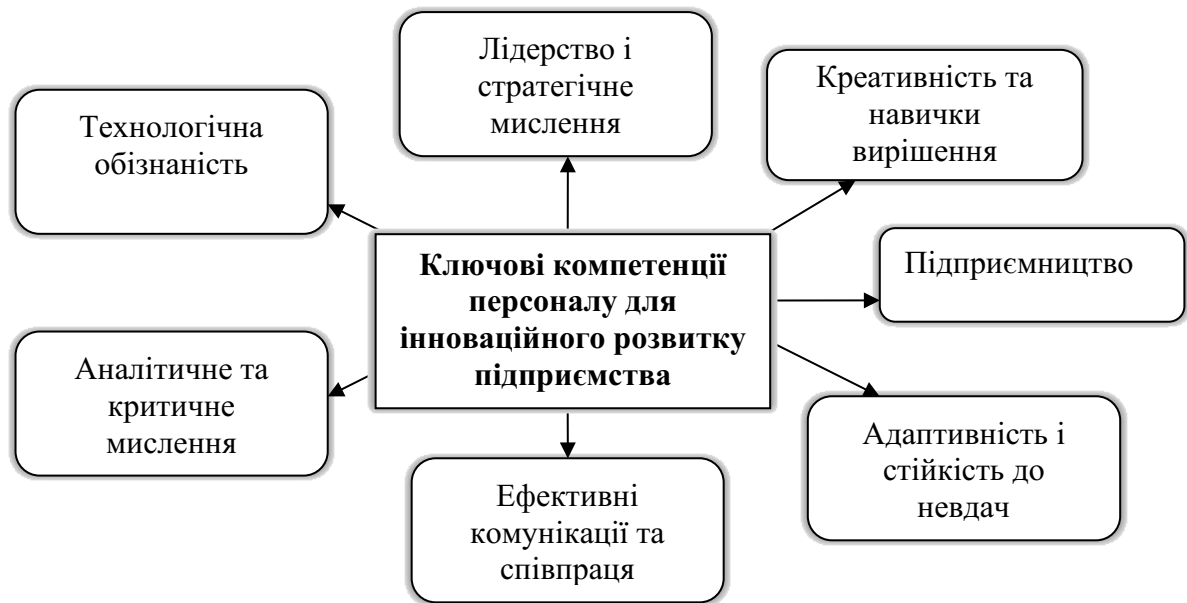 Лідерство і
стратегічне
мислення
Креативність та
навички
вирішення
Технологічна
обізнаність
Ключові компетенції
персоналу для
інноваційного розвитку
підприємства
Підприємництво
Аналітичне та
критичне
мислення
Адаптивність і
стійкість до
невдач
Ефективні
комунікації та
співпраця